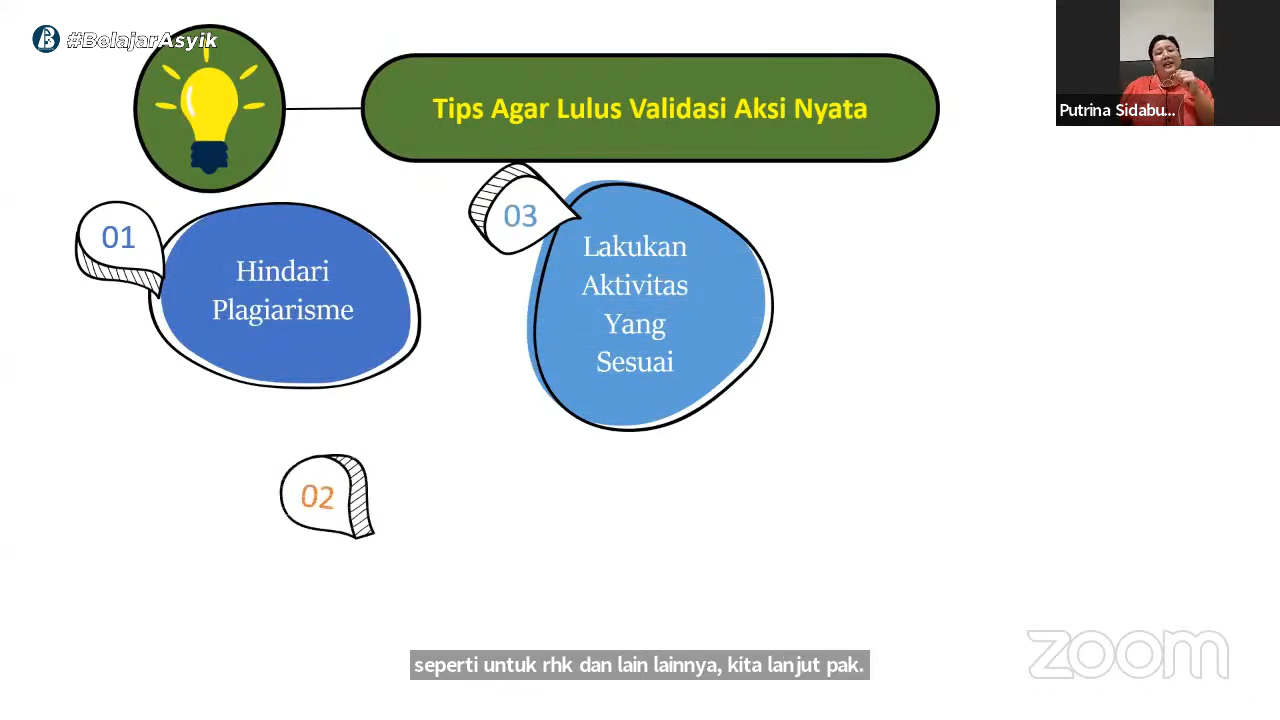 #BelajarAsyik
Tips Agar Lulus Validasi Aksi Nyata
Putrina Sidabu...
01
Hindari
Plagiarisme
03
Lakukan
Aktivitas
Yang
Sesuai
02
seperti untuk rhk dan lain lainnya, kita lanjut pak.
zoom